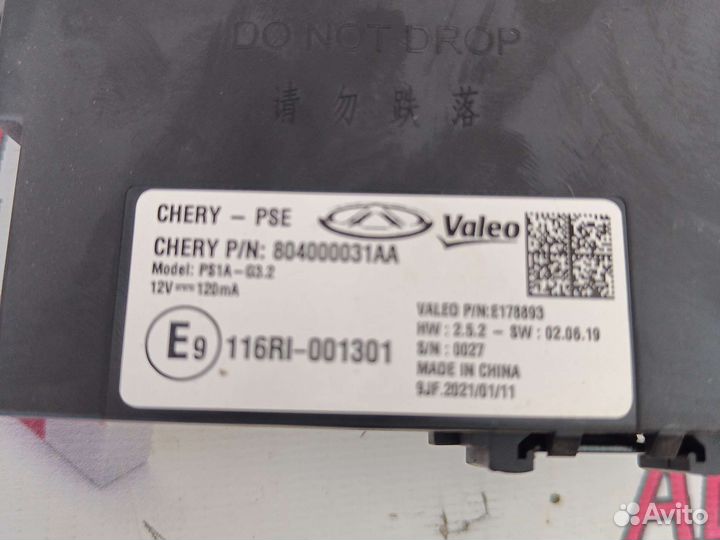 DO NOT DROP
请勿跌落
CHERY - PSE
Valeo
CHERY P/N: 804000031AA
Model: PS1A-G3.2
12V 120mA
VALEO P/N:E178893
HW : 2.5.2 - SW : 02.06.19
S/N : 0027
MADE IN CHINA
9JF.2021/01/11
E9
116RI-001301
Avito